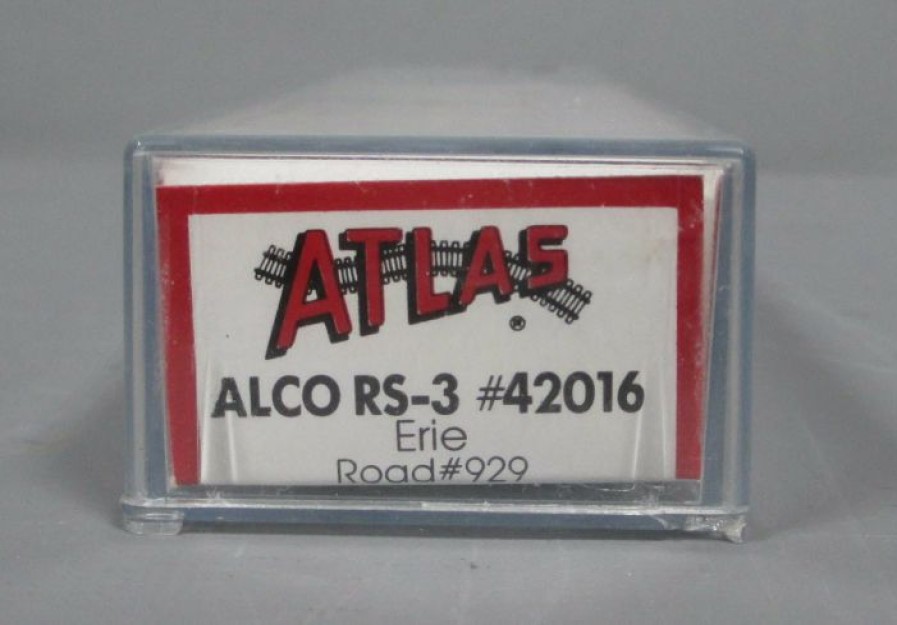 ATLAS ®
ALCO RS-3 #42016
Erie
Road#929